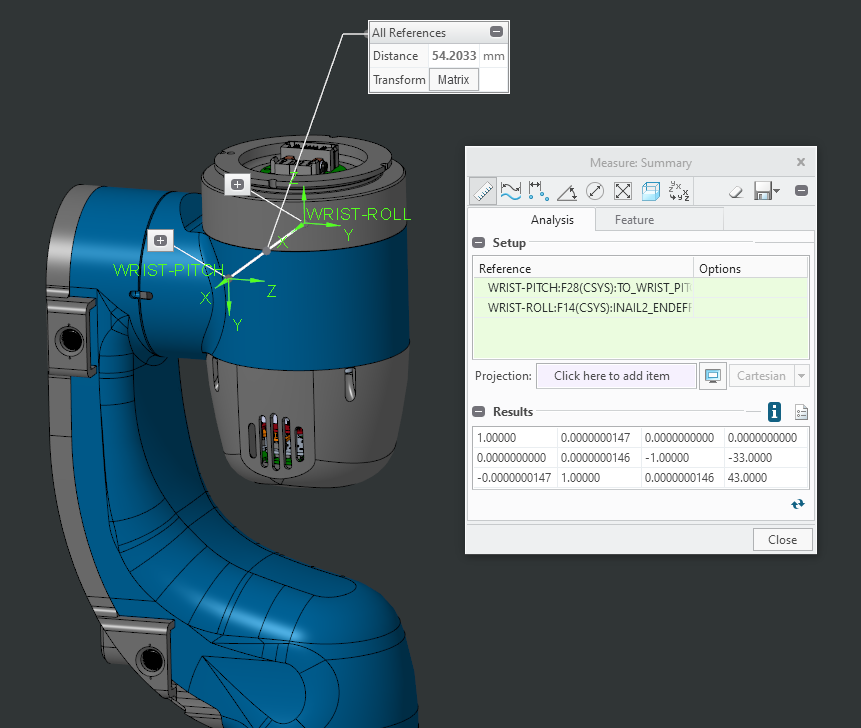 All References
Distance 54.2033 mm
Transform Matrix
WRIST-ROLL
X Y
WRIST-PITCH
X Z
Y
Measure: Summary
Analysis Feature
Setup
Reference Options
WRIST-PITCH:F28(CSYS):TO_WRIST_PIT
WRIST-ROLL:F14(CSYS):INAIL2_ENDEFF
Projection: Click here to add item Cartesian
Results
1.00000 0.0000000147 0.0000000000 0.0000000000
0.0000000000 0.0000000146 -1.00000 -33.0000
-0.0000000147 1.00000 0.0000000146 43.0000
Close